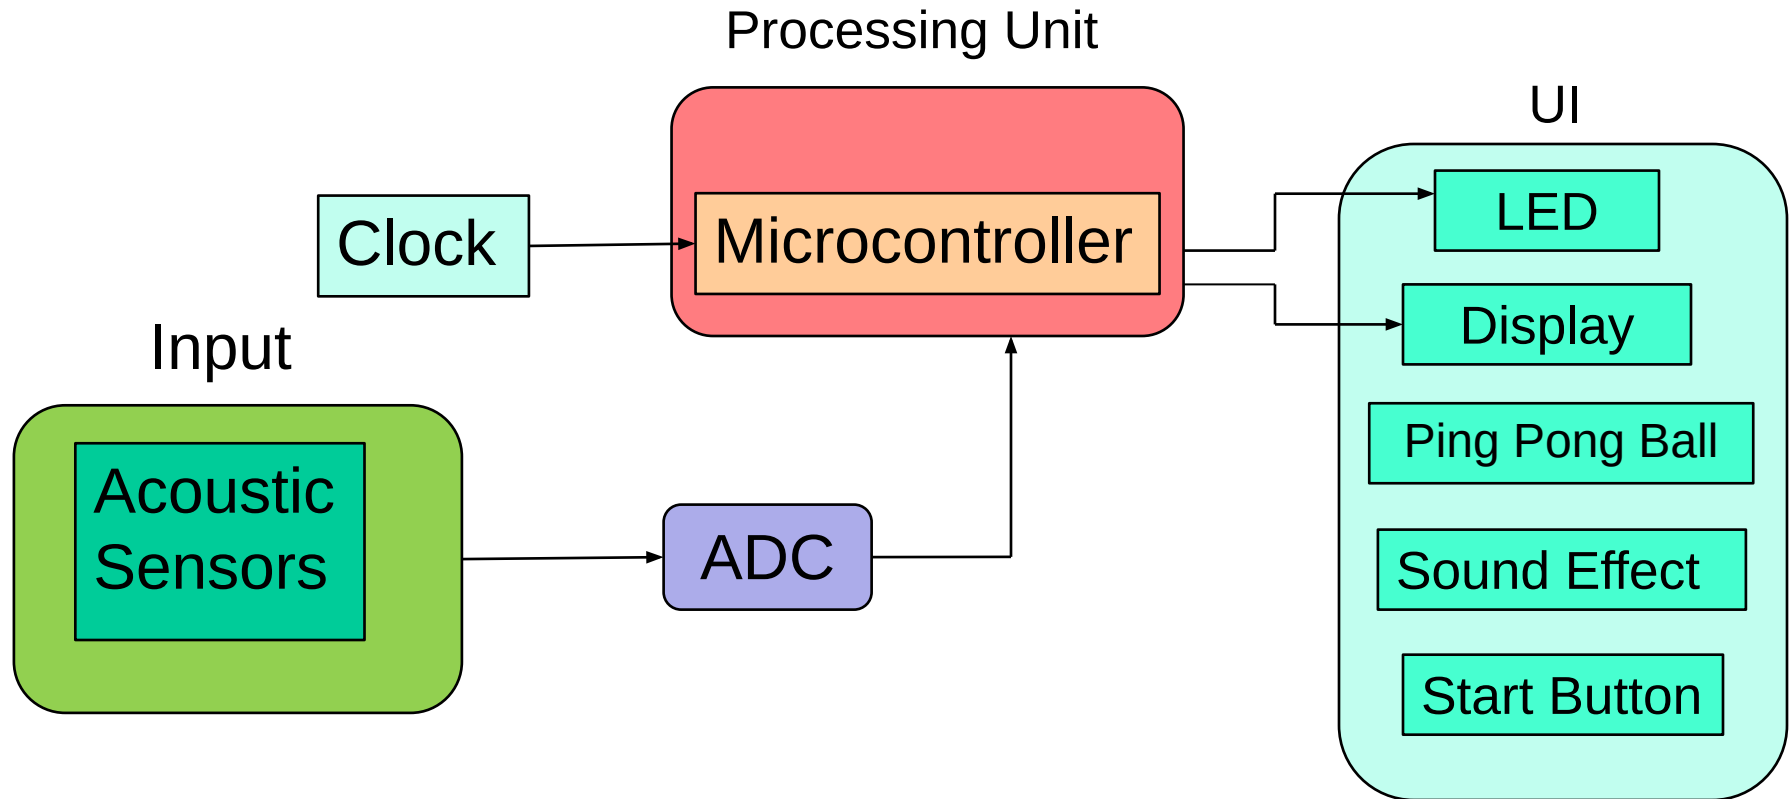 Processing Unit
UI
LED
Clock
Microcontroller
Display
Input
Ping Pong Ball
Acoustic
Sensors
ADC
Sound Effect
Start Button